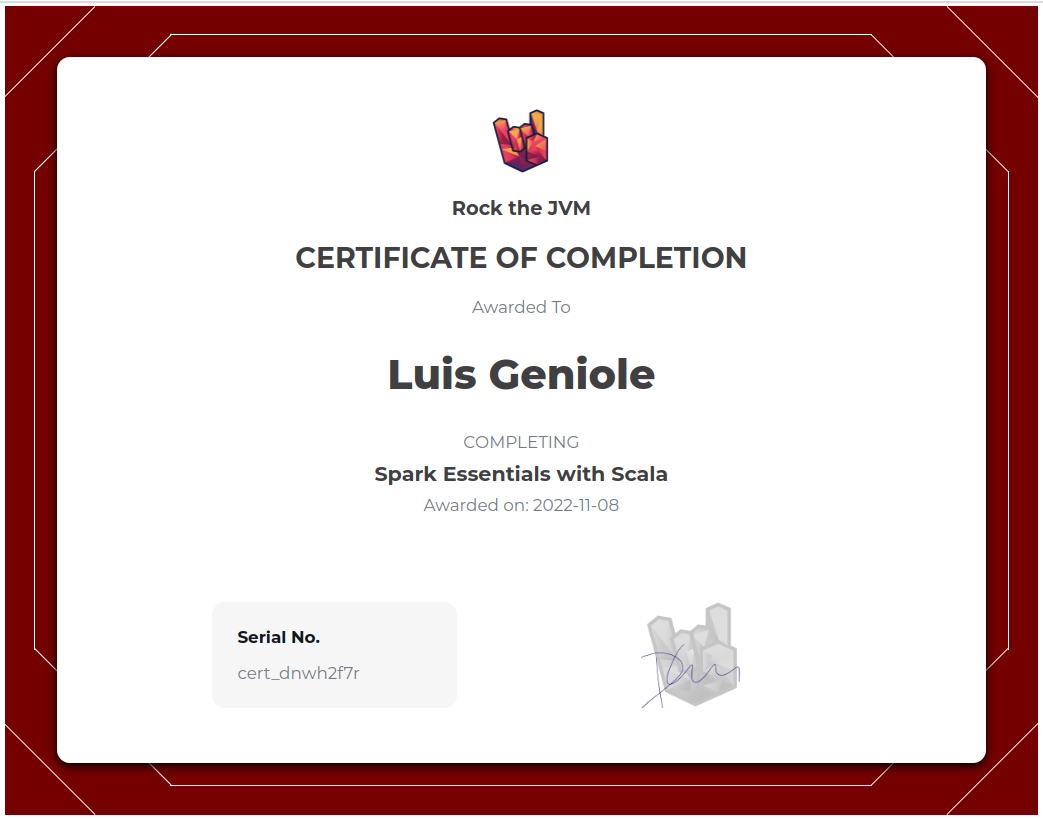 Rock the JVM
CERTIFICATE OF COMPLETION
Awarded To
Luis Geniole
COMPLETING
Spark Essentials with Scala
Awarded on: 2022-11-08
Serial No.
cert_dnwh2f7r